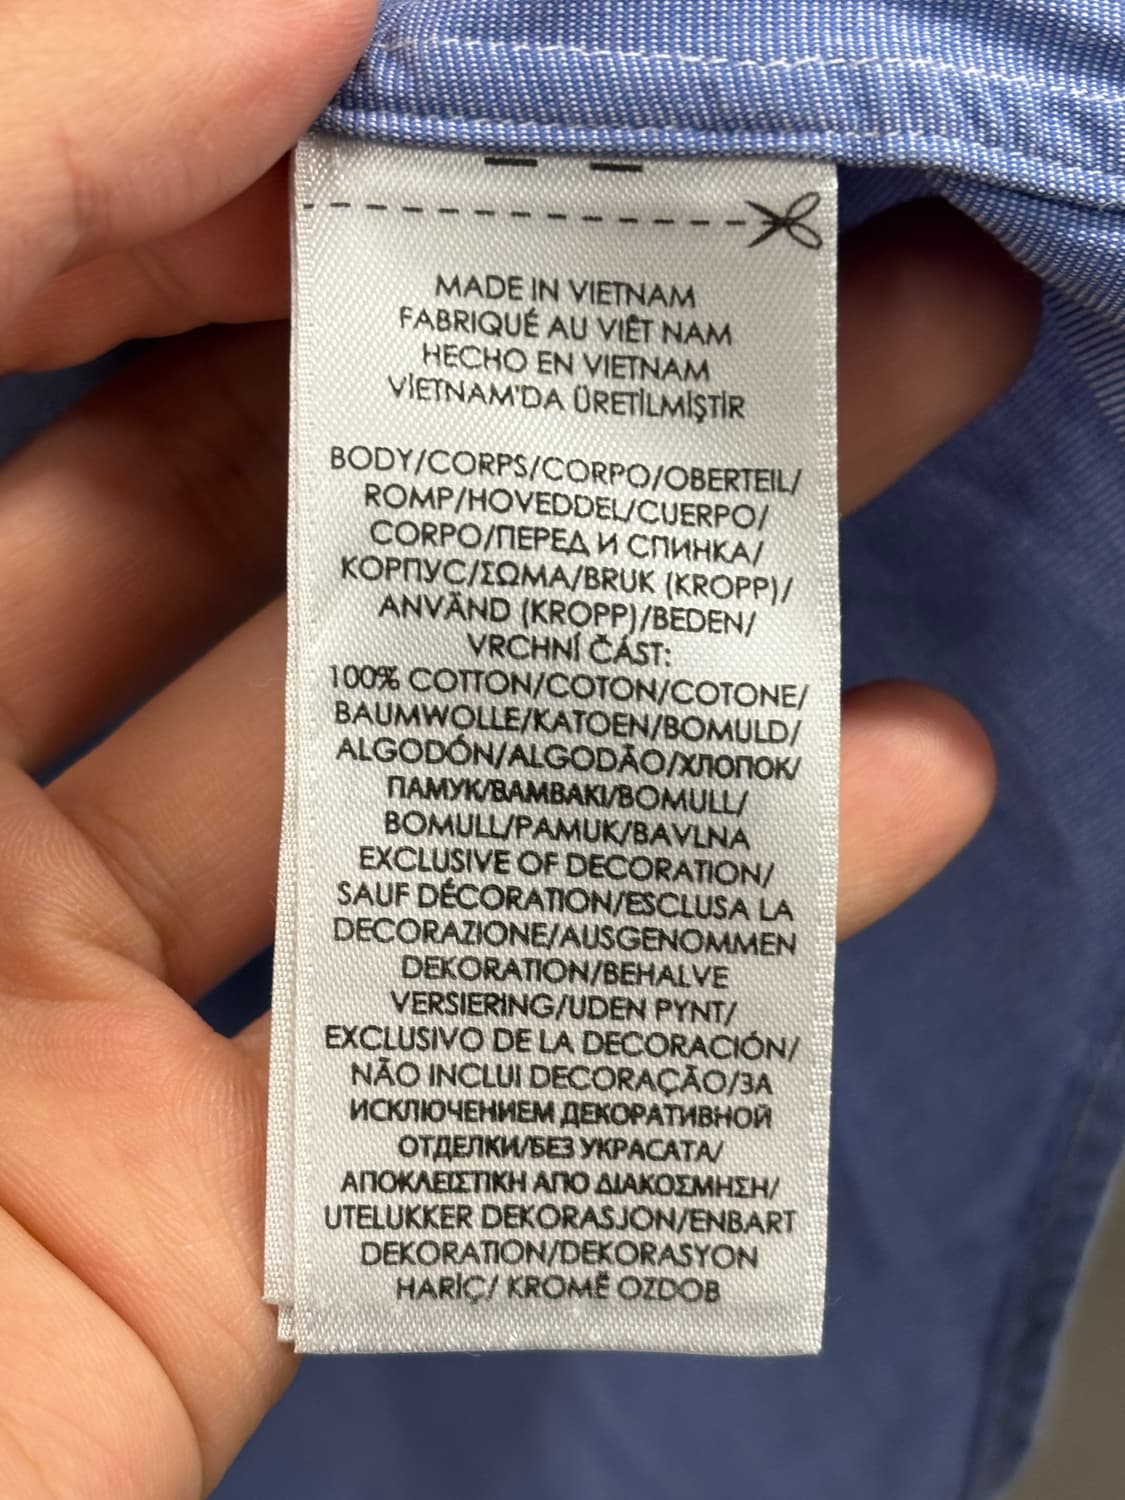 MADE IN VIETNAM
FABRIQUÉ AU VIÊT NAM
HECHO EN VIETNAM
VİETNAM'DA ÜRETİLMİŞTİR
BODY/CORPS/CORPO/OBERTEIL/
ROMP/HOVEDDEL/CUERPO/
CORPO/ПЕРЕД И СПИНКА/
КОРПУС/ΣΩΜΑ/BRUK (KROPP)/
ANVÄND (KROPP)/BEDEN/
VRCHNÍ ČÁST:
100% COTTON/COTON/COTONE/
BAUMWOLLE/KATOEN/BOMULD/
ALGODÓN/ALGODÃO/ХЛОПОК/
ПАМУК/ΒΑΜΒΑΚΙ/BOMULL/
BOMULL/PAMUK/BAVLNA
EXCLUSIVE OF DECORATION/
SAUF DÉCORATION/ESCLUSA LA
DECORAZIONE/AUSGENOMMEN
DEKORATION/BEHALVE
VERSIERING/UDEN PYNT/
EXCLUSIVO DE LA DECORACIÓN/
NÃO INCLUI DECORAÇÃO/ЗА
ИСКЛЮЧЕНИЕМ ДЕКОРАТИВНОЙ
ОТДЕЛКИ/БЕЗ УКРАСАТА/
ΑΠΟΚΛΕΙΣΤΙΚΗ ΑΠΟ ΔΙΑΚΟΣΜΗΣΗ/
UTELUKKER DEKORASJON/ENBART
DEKORATION/DEKORASYON
HARİÇ/ KROMĚ OZDOB